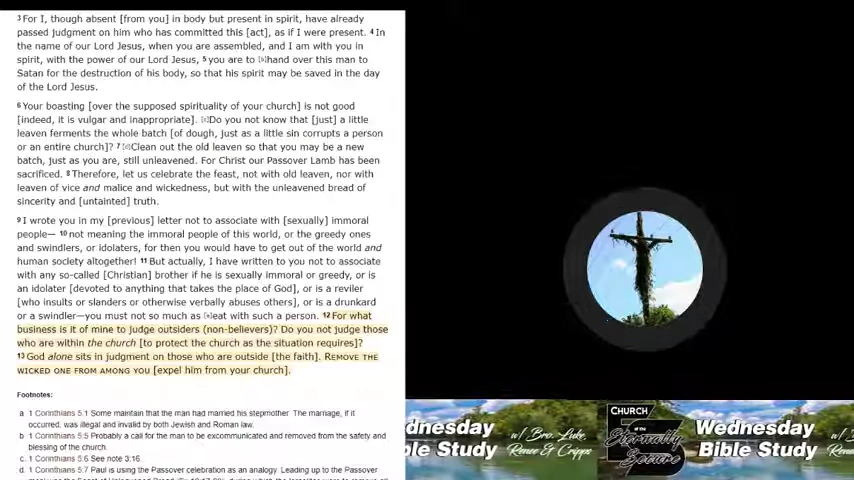 3 For I, though absent [from you] in body but present in spirit, have already
passed judgment on him who has committed this [act], as if I were present. 4 In
the name of our Lord Jesus, when you are assembled, and I am with you in
spirit, with the power of our Lord Jesus, 5 you are to [b]hand over this man to
Satan for the destruction of his body, so that his spirit may be saved in the day
of the Lord Jesus.
6 Your boasting [over the supposed spirituality of your church] is not good
[indeed, it is vulgar and inappropriate]. [c]Do you not know that [just] a little
leaven ferments the whole batch [of dough, just as a little sin corrupts a person
or an entire church]? 7 [d]Clean out the old leaven so that you may be a new
batch, just as you are, still unleavened. For Christ our Passover Lamb has been
sacrificed. 8 Therefore, let us celebrate the feast, not with old leaven, nor with
leaven of vice and malice and wickedness, but with the unleavened bread of
sincerity and [untainted] truth.
9 I wrote you in my [previous] letter not to associate with [sexually] immoral
people— 10 not meaning the immoral people of this world, or the greedy ones
and swindlers, or idolaters, for then you would have to get out of the world and
human society altogether! 11 But actually, I have written to you not to associate
with any so-called [Christian] brother if he is sexually immoral or greedy, or is
an idolater [devoted to anything that takes the place of God], or is a reviler
[who insults or slanders or otherwise verbally abuses others], or is a drunkard
or a swindler—you must not so much as [e]eat with such a person. 12 For what
business is it of mine to judge outsiders (non-believers)? Do you not judge those
who are within the church [to protect the church as the situation requires]?
13 God alone sits in judgment on those who are outside [the faith]. REMOVE THE
WICKED ONE FROM AMONG YOU [expel him from your church].
Footnotes:
a 1 Corinthians 5:1 Some maintain that the man had married his stepmother. The marriage, if it
occurred, was illegal and invalid by both Jewish and Roman law.
b 1 Corinthians 5:5 Probably a call for the man to be excommunicated and removed from the safety and
blessing of the church.
c 1 Corinthians 5:6 See note 3:16.
d 1 Corinthians 5:7 Paul is using the Passover celebration as an analogy. Leading up to the Passover
dnesday
ble Study
w/ Bro. Luke,
Renee & Cripps
CHURCH
of the
Eternally
Secure
Wednesday
Bible Study
w/ Br
Renee